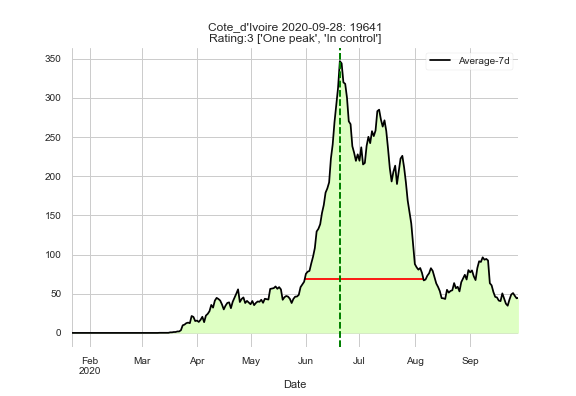 Cote_d'Ivoire 2020-09-28: 19641
Rating:3 ['One peak', 'In control']
Average-7d
350
300
250
200
150
100
50
0
Feb Mar Apr May Jun Jul Aug Sep
2020
Date